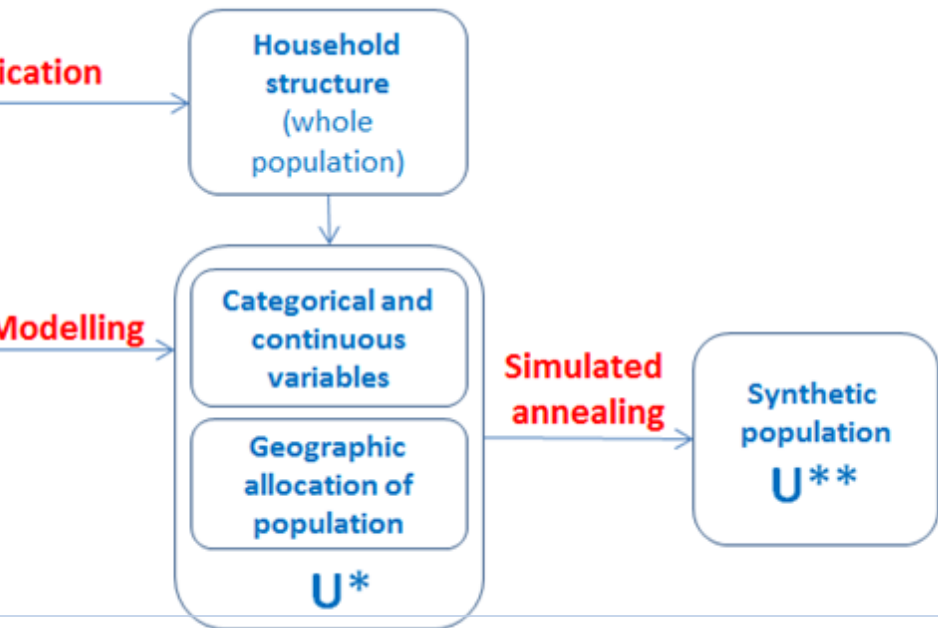 ication
Household
structure
(whole
population)
Modelling
Categorical and
continuous
variables
Geographic
allocation of
population
U*
Simulated
annealing
Synthetic
population
U**